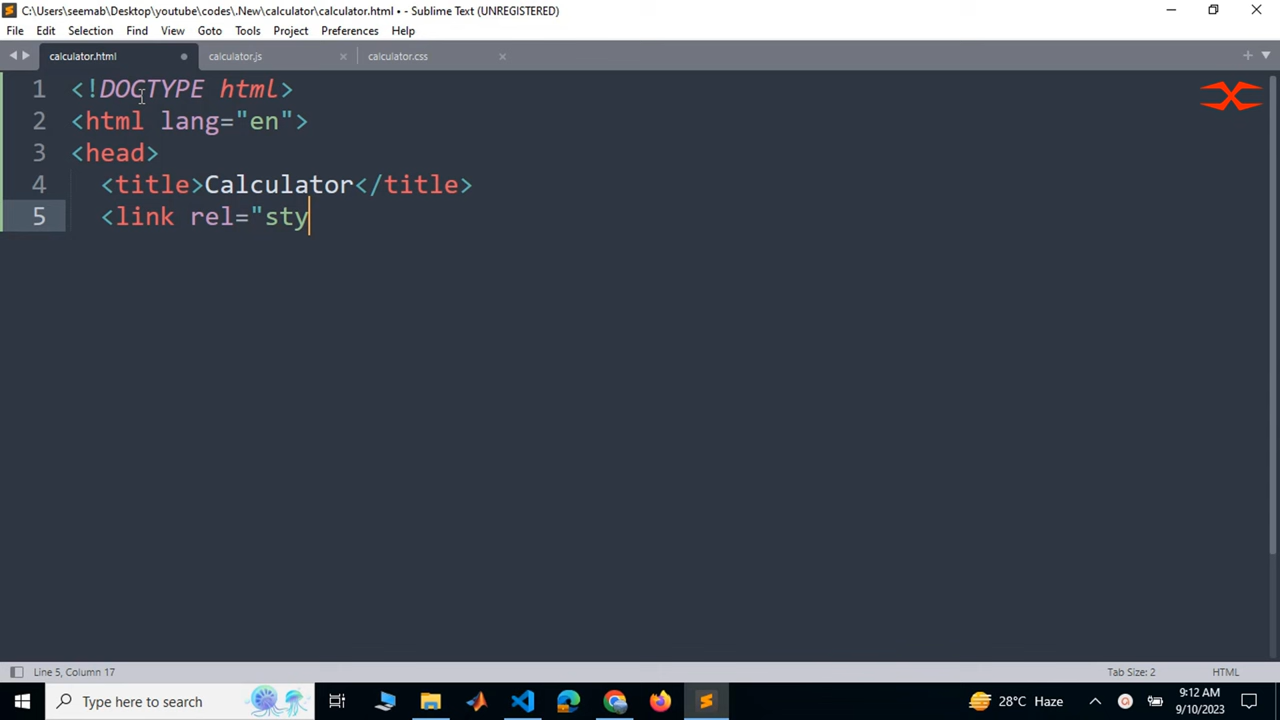 C:\Users\seemab\Desktop\youtube\codes\.New\calculator\calculator.html • - Sublime Text (UNREGISTERED)
File Edit Selection Find View Goto Tools Project Preferences Help
calculator.html calculator.js calculator.css
1 <!DOCTYPE html>
2 <html lang="en">
3 <head>
4 <title>Calculator</title>
5 <link rel="sty
Line 5, Column 17 Tab Size: 2 HTML
Type here to search 28°C Haze 9:12 AM
9/10/2023